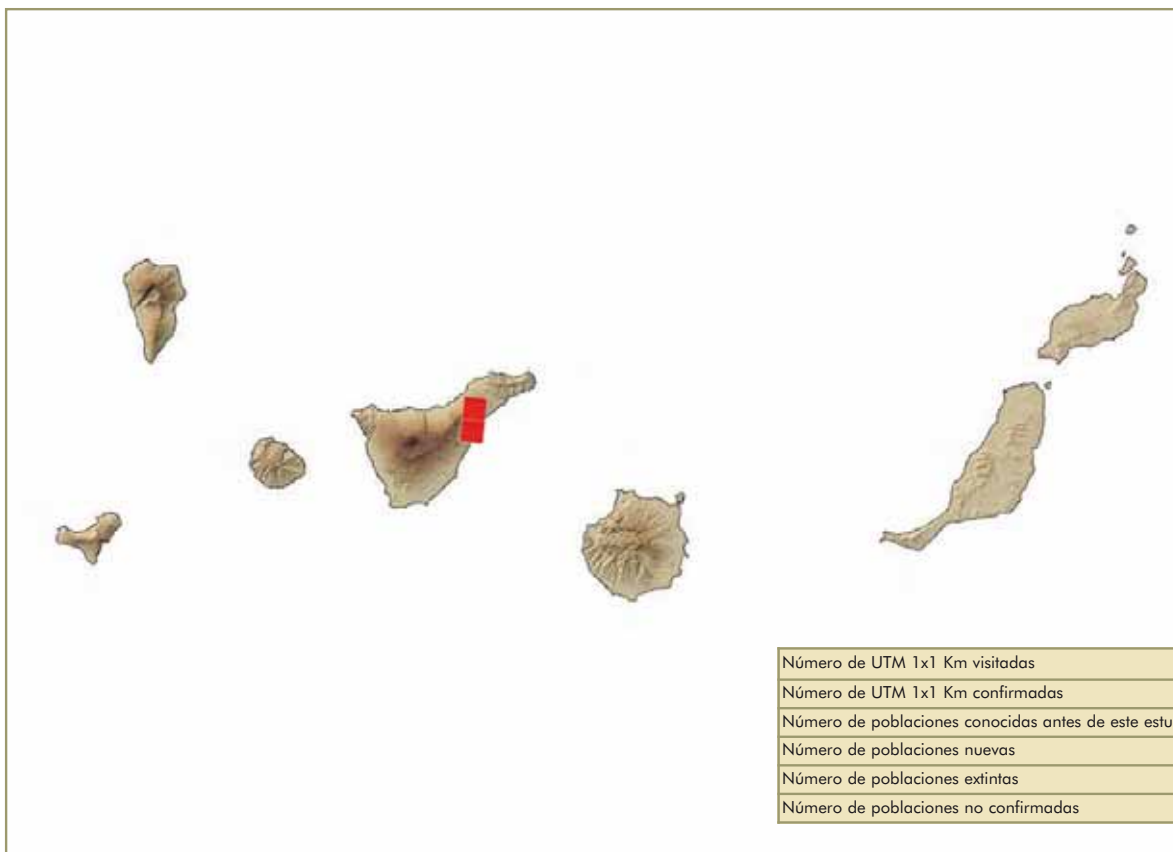 Número de UTM 1x1 Km visitadas
Número de UTM 1x1 Km confirmadas
Número de poblaciones conocidas antes de este estu
Número de poblaciones nuevas
Número de poblaciones extintas
Número de poblaciones no confirmadas